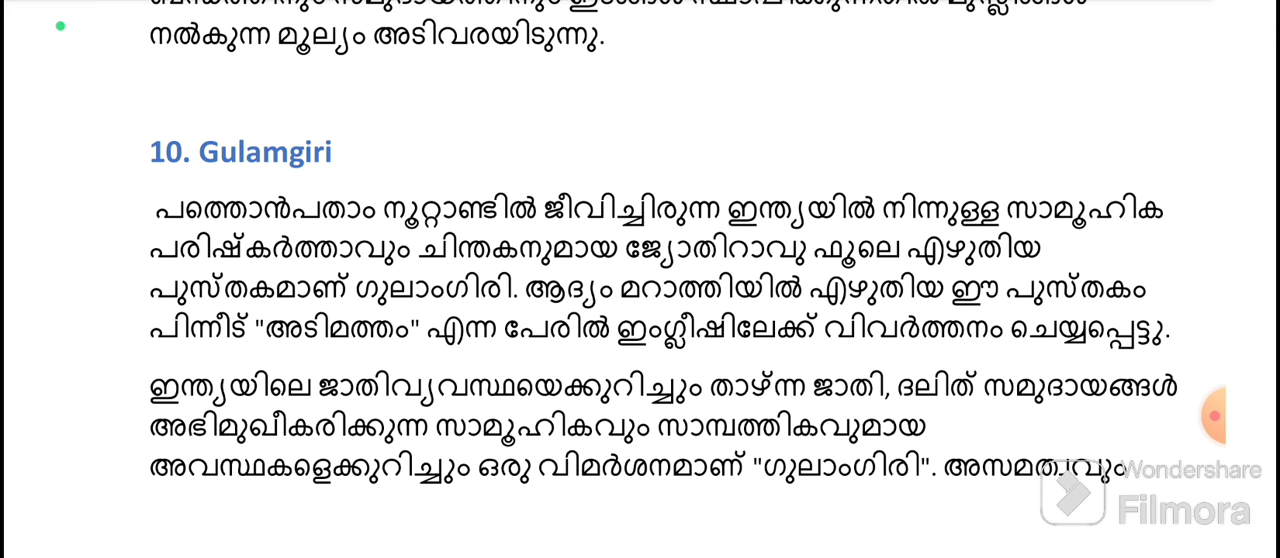 നൽകുന്ന മൂല്യം അടിവരയിടുന്നു.
10. Gulamgiri
പത്തൊൻപതാം നൂറ്റാണ്ടിൽ ജീവിച്ചിരുന്ന ഇന്ത്യയിൽ നിന്നുള്ള സാമൂഹിക
പരിഷ്കർത്താവും ചിന്തകനുമായ ജ്യോതിറാവു ഫൂലെ എഴുതിയ
പുസ്തകമാണ് ഗുലാംഗിരി. ആദ്യം മറാത്തിയിൽ എഴുതിയ ഈ പുസ്തകം
പിന്നീട് "അടിമത്തം" എന്ന പേരിൽ ഇംഗ്ലീഷിലേക്ക് വിവർത്തനം ചെയ്യപ്പെട്ടു.
ഇന്ത്യയിലെ ജാതിവ്യവസ്ഥയെക്കുറിച്ചും താഴ്ന്ന ജാതി, ദലിത് സമുദായങ്ങൾ
അഭിമുഖീകരിക്കുന്ന സാമൂഹികവും സാമ്പത്തികവുമായ
അവസ്ഥകളെക്കുറിച്ചും ഒരു വിമർശനമാണ് "ഗുലാംഗിരി". അസമത്വവും
Wondershare
Filmora